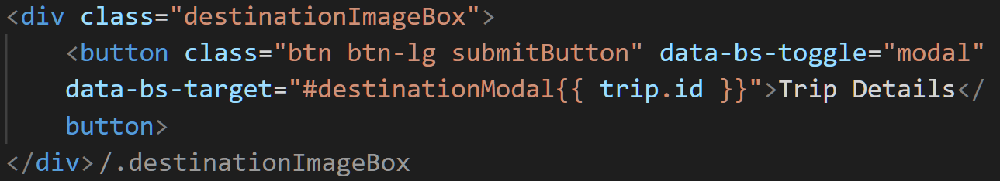 <div class="destinationImageBox">
<button class="btn btn-lg submitButton" data-bs-toggle="modal"
data-bs-target="#destinationModal{{ trip.id }}">Trip Details</
button>
</div>/.destinationImageBox